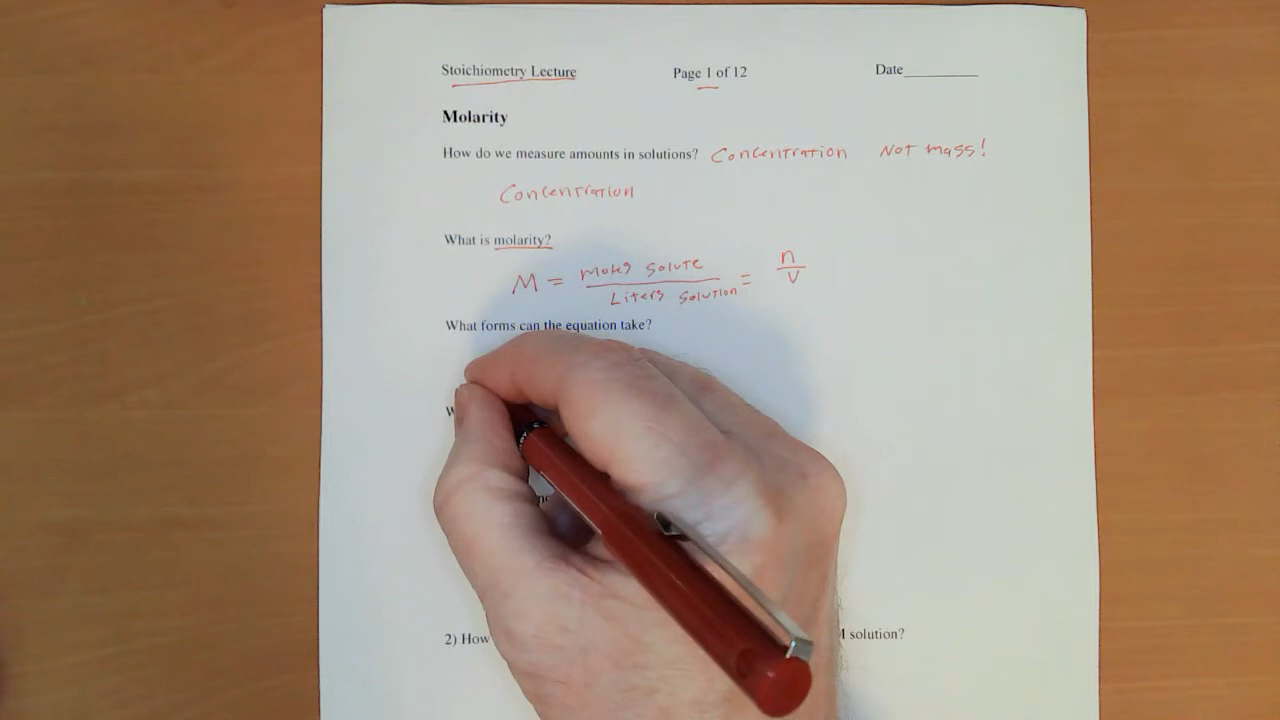 Stoichiometry Lecture Page 1 of 12 Date__________
Molarity
How do we measure amounts in solutions? Concentration Not mass!
Concentration
What is molarity?
M = moles solute / Liters solution = n / V
What forms can the equation take?
2) How M solution?